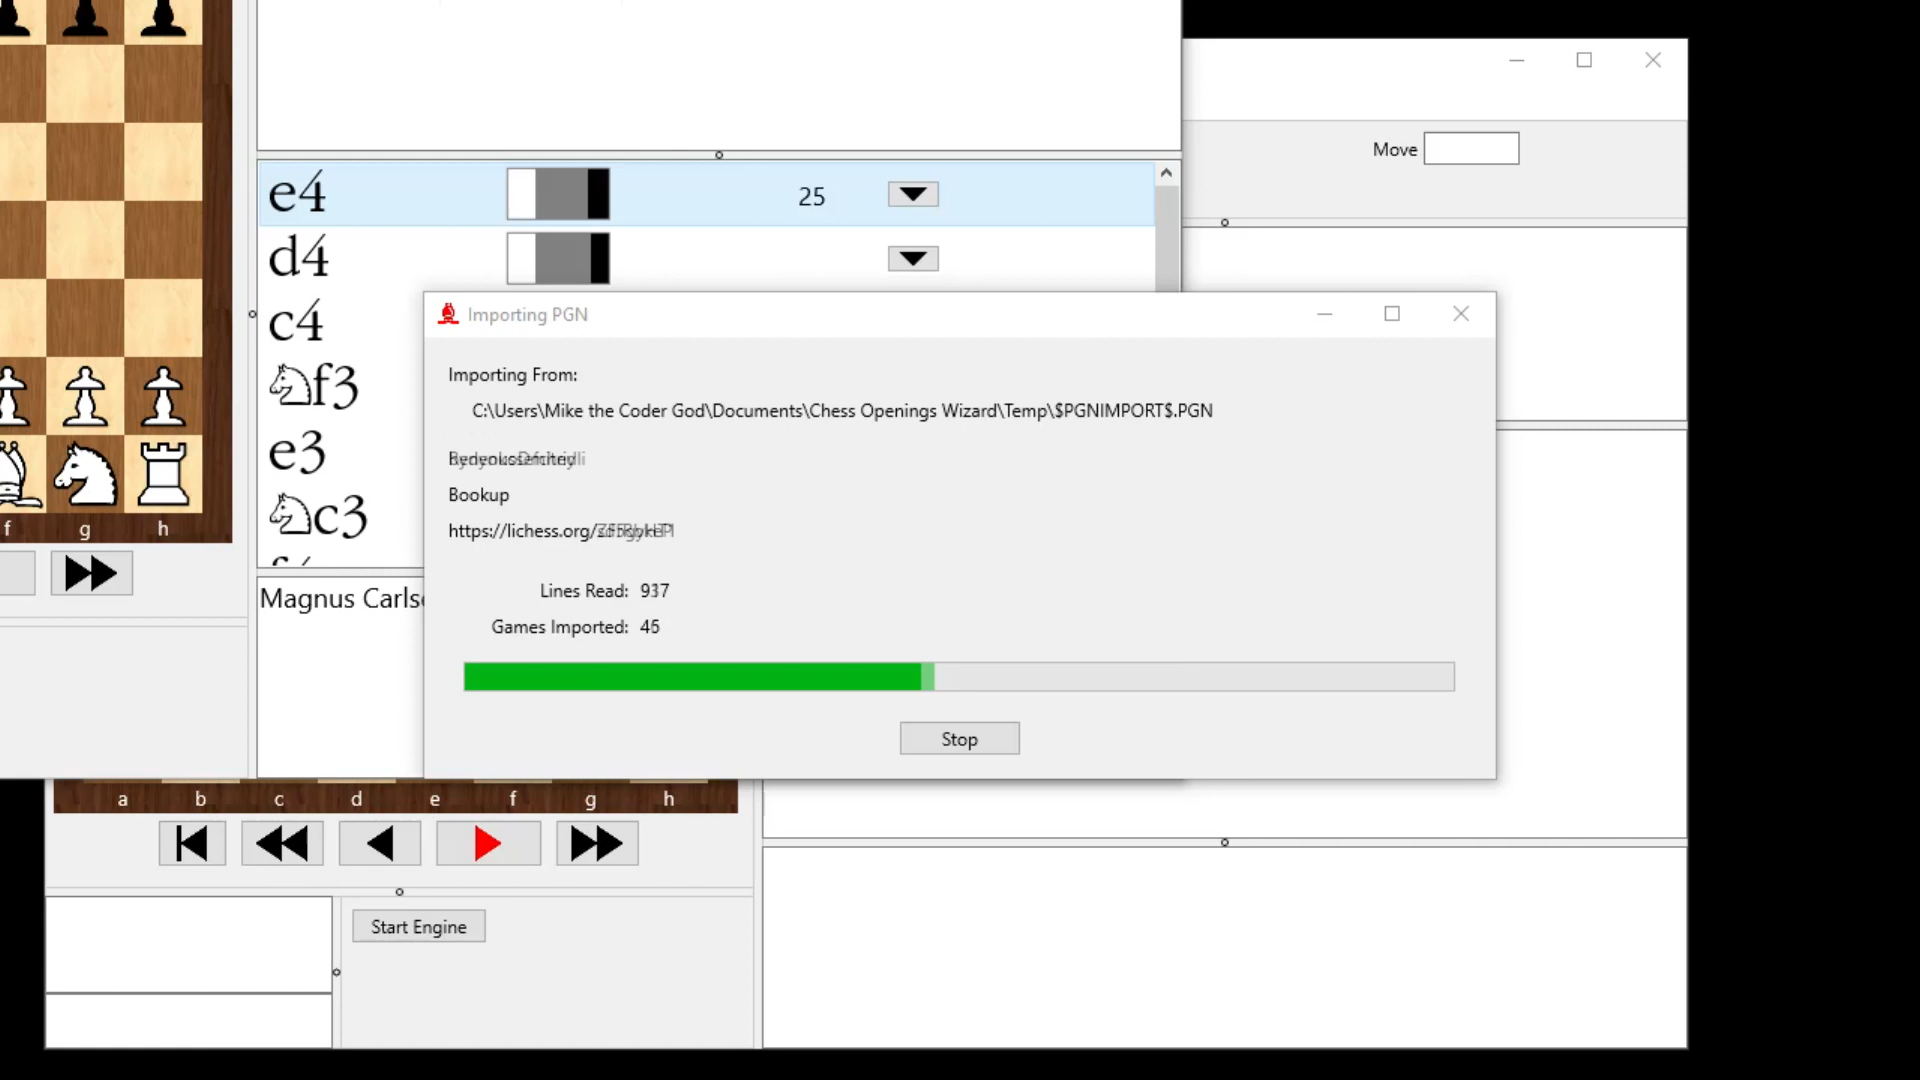 Move
e4
25
d4
c4
f3
e3
c3
f g h
Magnus
Importing PGN
Importing From:
C:\Users\Mike the Coder God\Documents\Chess Openings Wizard\Temp\$PGNIMPORT$.PGN
Bookup
https://lichess.org/
Lines Read: 937
Games Imported: 45
Stop
a b c d e f g h
Start Engine